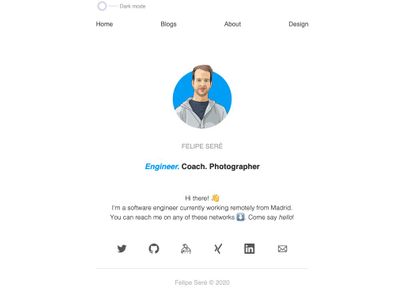 Dark mode
Home Blogs About Design
FELIPE SERÉ
Engineer. Coach. Photographer
Hi there! 👋
I'm a software engineer currently working remotely from Madrid.
You can reach me on any of these networks ⬇️. Come say hello!
Felipe Seré © 2020